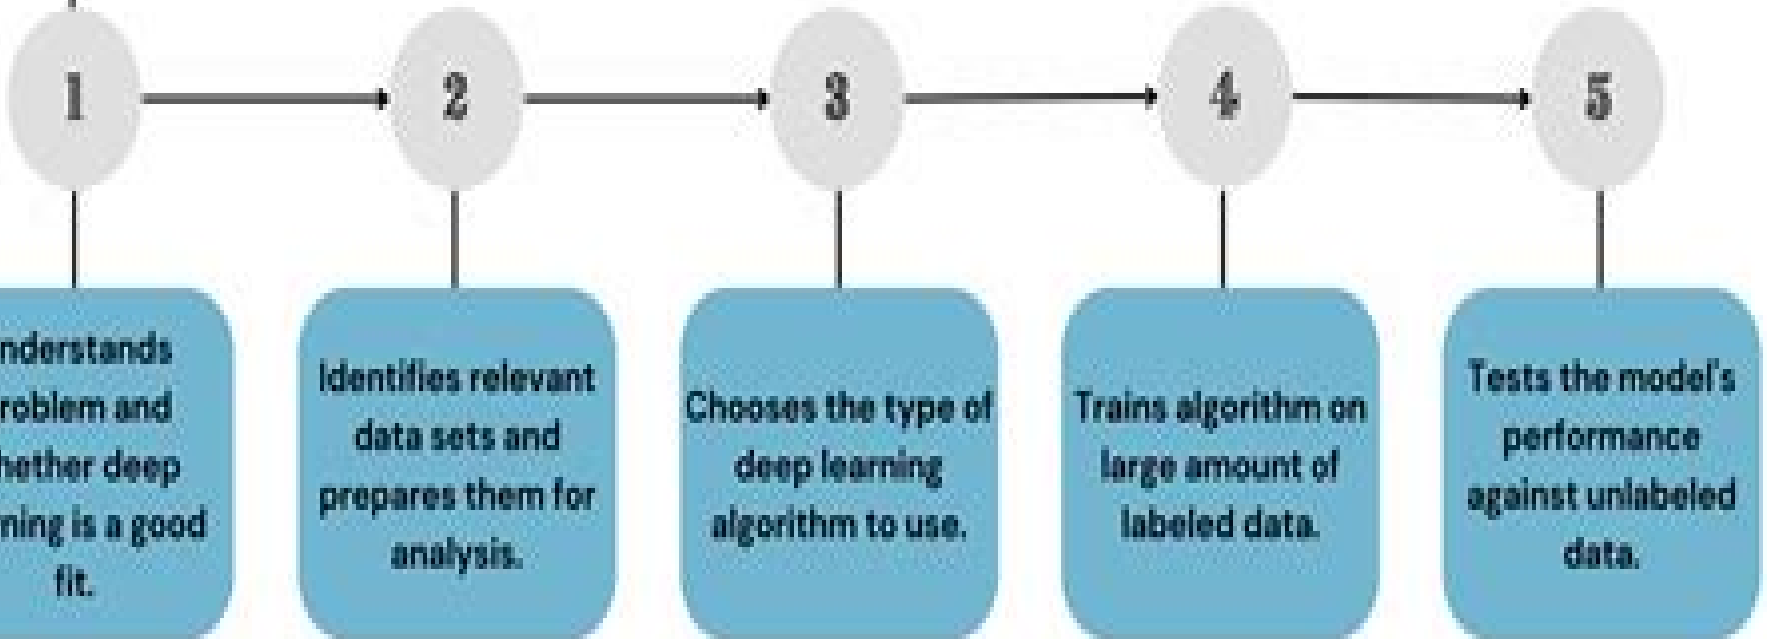 1
2
3
4
5
nderstands
roblem and
hether deep
ning is a good
fit.
Identifies relevant
data sets and
prepares them for
analysis.
Chooses the type of
deep learning
algorithm to use.
Trains algorithm on
large amount of
labeled data.
Tests the model's
performance
against unlabeled
data.